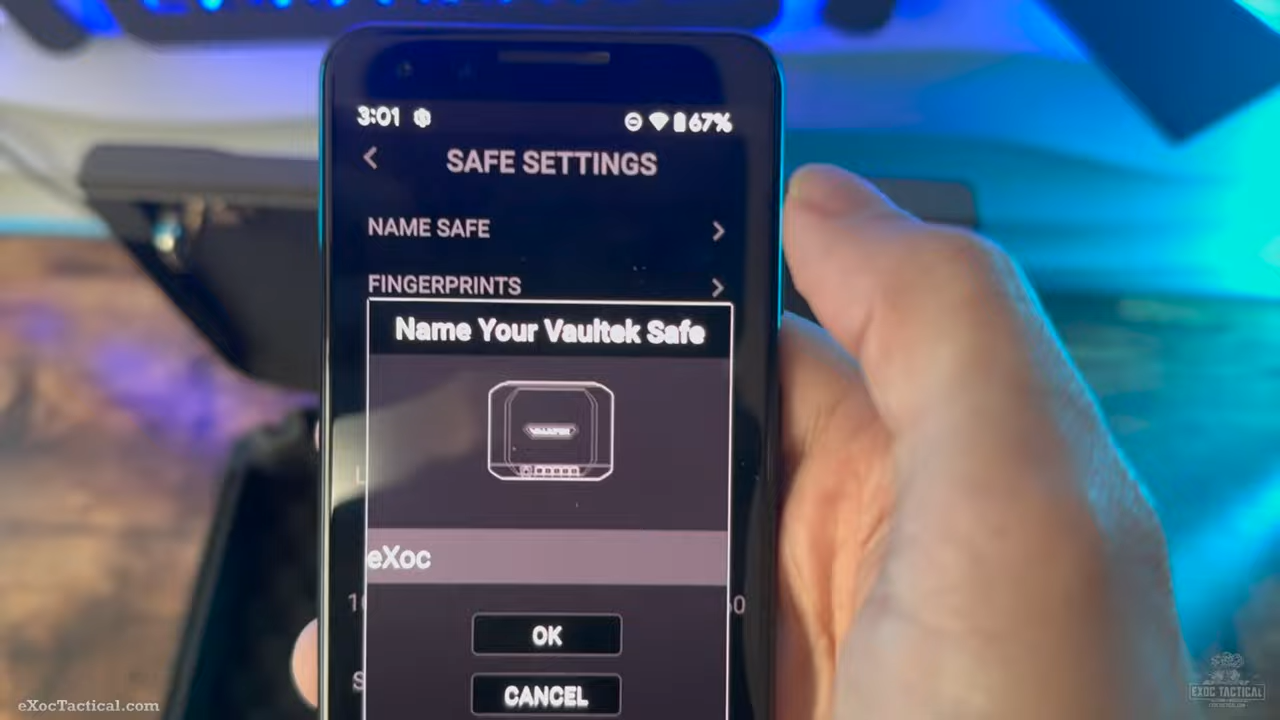 3:01 67%
SAFE SETTINGS
NAME SAFE
FINGERPRINTS
Name Your Vaultek Safe
VAULTEK
eXoc
OK
CANCEL
eXocTactical.com
EXOC TACTICAL